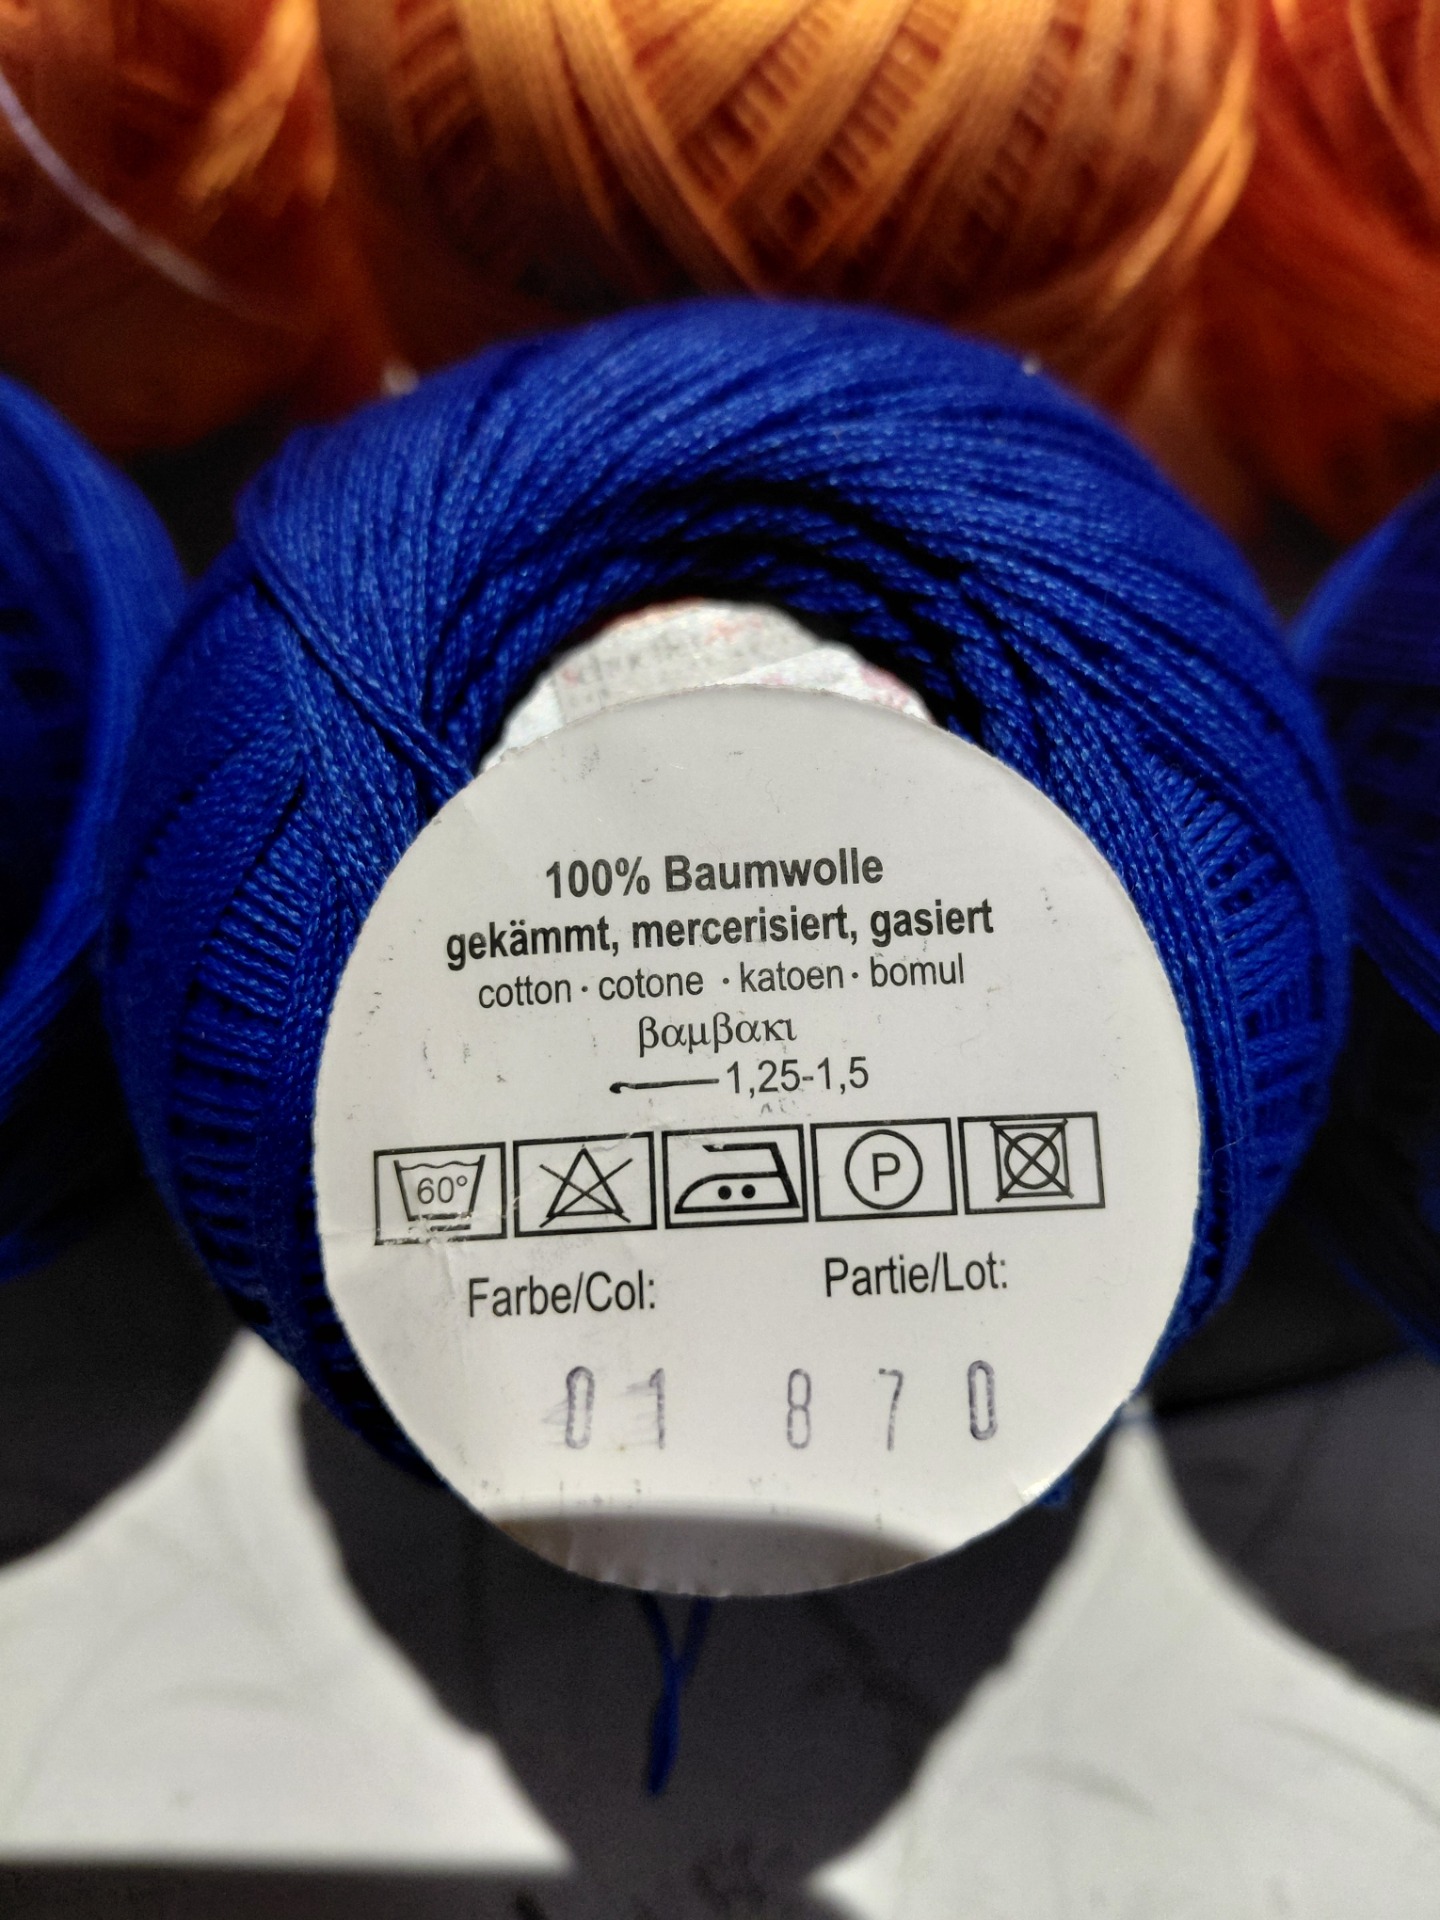 100% Baumwolle
gekämmt, mercerisiert, gasiert
cotton · cotone · katoen · bomul
βαμβακι
1,25-1,5
60° P
Farbe/Col: Partie/Lot:
01 870